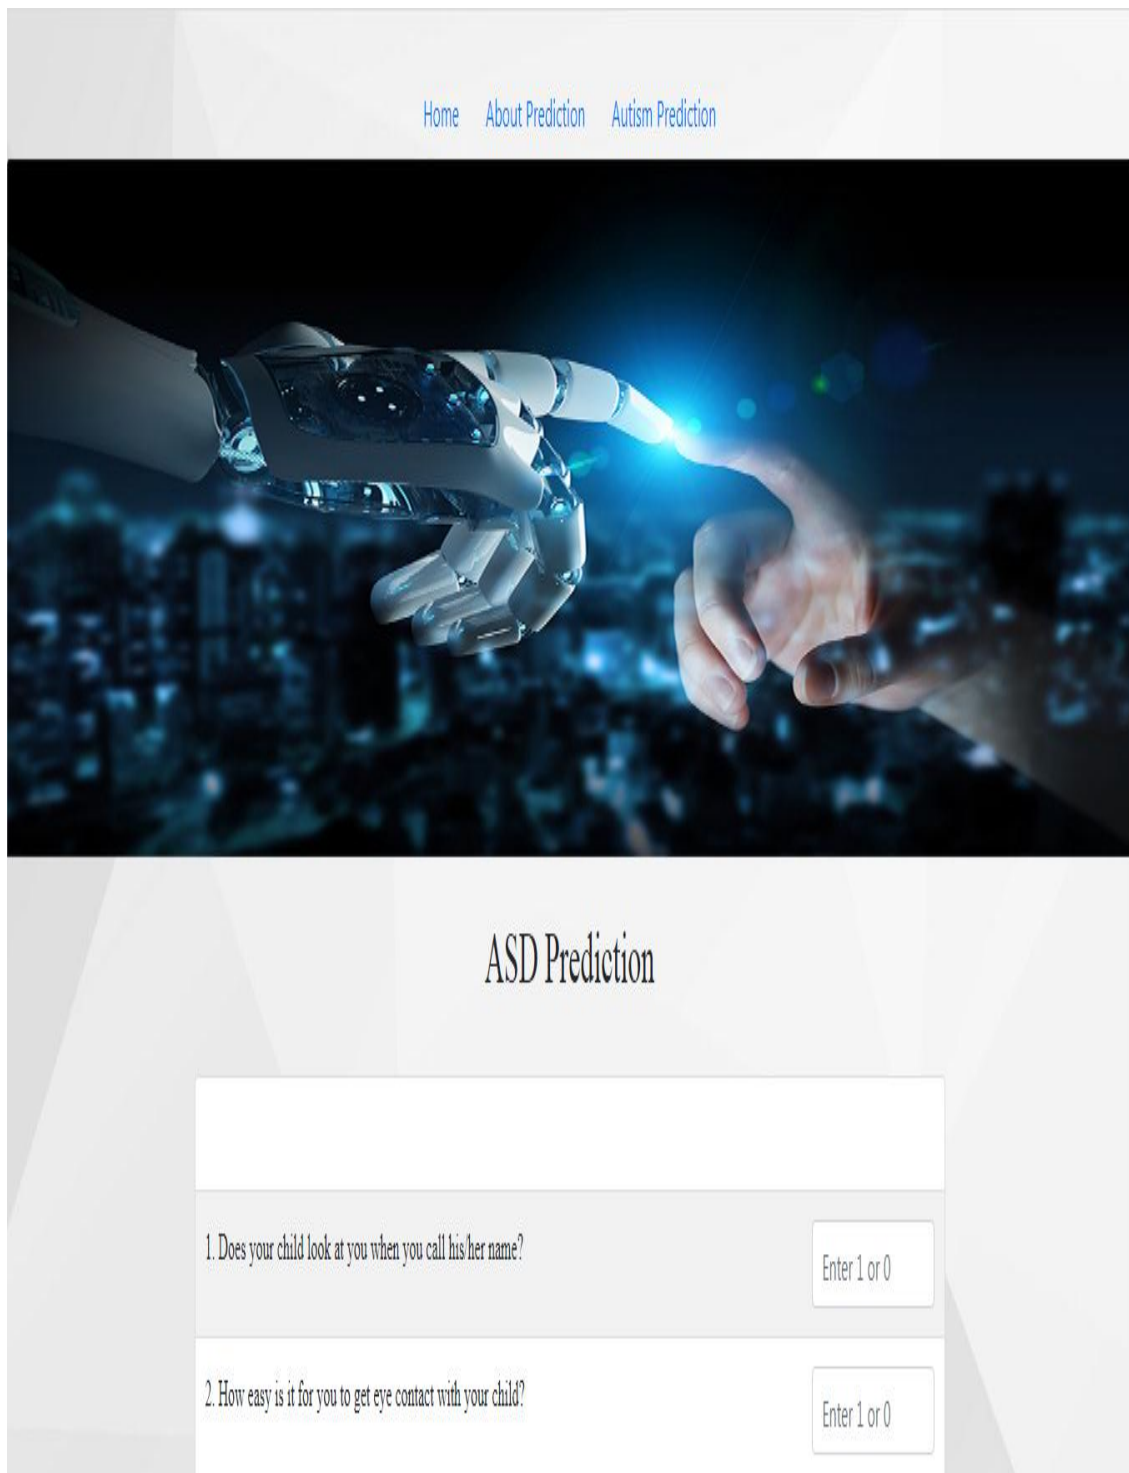 Home About Prediction Autism Prediction
ASD Prediction
1. Does your child look at you when you call his/her name?
Enter 1 or 0
2. How easy is it for you to get eye contact with your child?
Enter 1 or 0